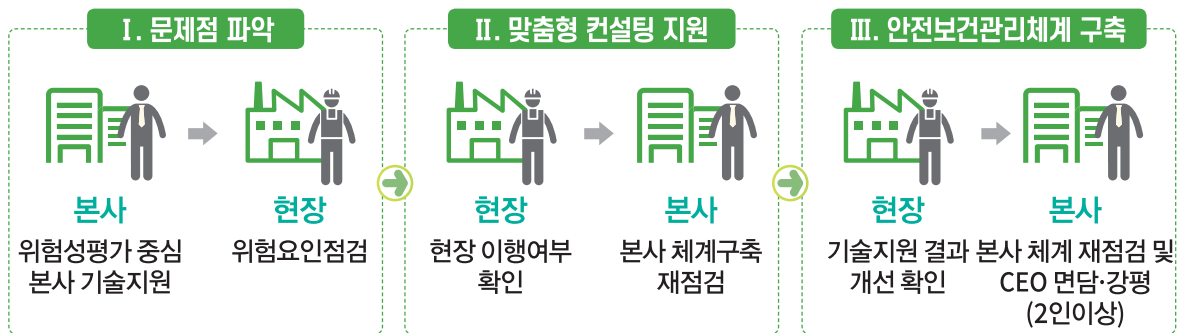 Ⅰ. 문제점 파악
본사
위험성평가 중심
본사 기술지원
현장
위험요인점검
Ⅱ. 맞춤형 컨설팅 지원
현장
현장 이행여부
확인
본사
본사 체계구축
재점검
Ⅲ. 안전보건관리체계 구축
현장
기술지원 결과
개선 확인
본사
본사 체계 재점검 및
CEO 면담·강평
(2인이상)